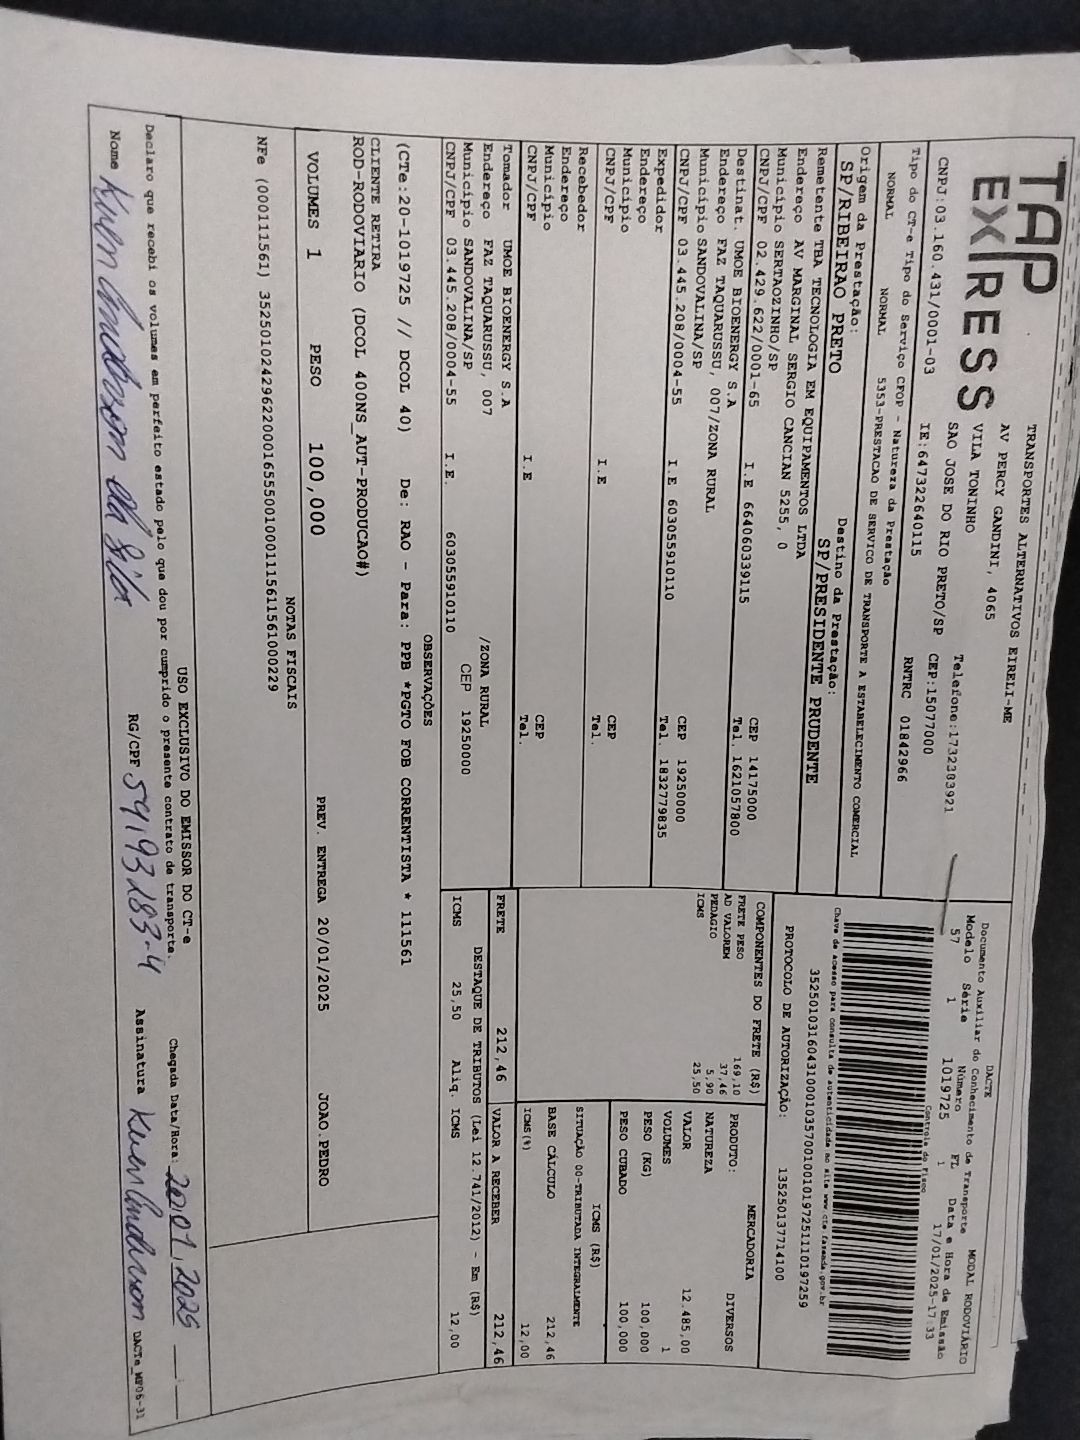 TAP
EXPRESS
TRANSPORTES ALTERNATIVOS EIRELI-ME
AV PERCY GANDINI, 4065
VILA TONINHO Telefone:1732383921
SAO JOSE DO RIO PRETO/SP CEP:15077000
CNPJ:03.160.431/0001-03 IE:647322640115 RNTRC 01842966
Tipo do CT-e Tipo do Serviço CFOP - Natureza da Prestação
NORMAL NORMAL 5353-PRESTACAO DE SERVICO DE TRANSPORTE A ESTABELECIMENTO COMERCIAL
Origem da Prestação: Destino da Prestação:
SP/RIBEIRAO PRETO SP/PRESIDENTE PRUDENTE
DACTE MODAL RODOVIÁRIO
Documento Auxiliar do Conhecimento de Transporte
Modelo Série Número FL Data e Hora de Emissão
57 1 1019725 1 17/01/2025-17:33
Controle do Fisco
Chave de acesso para consulta de autenticidade no site www.cte.fazenda.gov.br
PROTOCOLO DE AUTORIZAÇÃO: 135250137714100
Remetente TBA TECNOLOGIA EM EQUIPAMENTOS LTDA
Endereço AV MARGINAL SERGIO CANCIAN 5255, 0
Município SERTAOZINHO/SP CEP 14175000
CNPJ/CPF 02.429.622/0001-65 I.E 664060339115 Tel. 1621057800
Destinat. UMOE BIOENERGY S.A
Endereço FAZ TAQUARUSSU, 007/ZONA RURAL
Município SANDOVALINA/SP CEP 19250000
CNPJ/CPF 03.445.208/0004-55 I.E 603055910110 Tel. 1832779835
Expedidor
Endereço
Município CEP
CNPJ/CPF I.E Tel.
Recebedor
Endereço
Município CEP
CNPJ/CPF I.E Tel.
Tomador UMOE BIOENERGY S.A
Endereço FAZ TAQUARUSSU, 007 /ZONA RURAL
Município SANDOVALINA/SP CEP 19250000
CNPJ/CPF 03.445.208/0004-55 I.E. 603055910110
COMPONENTES DO FRETE (R$)
FRETE PESO 169,10
AD VALOREM 37,46
PEDAGIO 5,90
ICMS 25,50
MERCADORIA
PRODUTO: DIVERSOS
NATUREZA
VALOR 12.485,00
VOLUMES 1
PESO (KG) 100,000
PESO CUBADO 100,000
ICMS (R$)
SITUAÇÃO 00-TRIBUTADA INTEGRALMENTE
BASE CÁLCULO 212,46
ICMS(%) 12,00
FRETE 212,46 VALOR A RECEBER 212,46
DESTAQUE DE TRIBUTOS (Lei 12.741/2012) - Em (R$)
ICMS 25,50 Aliq. ICMS 12,00
OBSERVAÇÕES
(CTe:20-1019725 // DCOL 40) De: RAO - Para: PPB *PGTO FOB CORRENTISTA * 111561
CLIENTE RETIRA
ROD-RODOVIARIO (DCOL 400NS_AUT-PRODUCAO#)
VOLUMES 1 PESO 100,000 PREV. ENTREGA 20/01/2025 JOAO.PEDRO
NOTAS FISCAIS
USO EXCLUSIVO DO EMISSOR DO CT-e
Declaro que recebi os volumes em perfeito estado pelo que dou por cumprido o presente contrato de transporte. Chegada Data/Hora: 20 01, 2025
Nome da Silva RG/CPF 59193183-4 Assinatura
DACTe_MP06-31